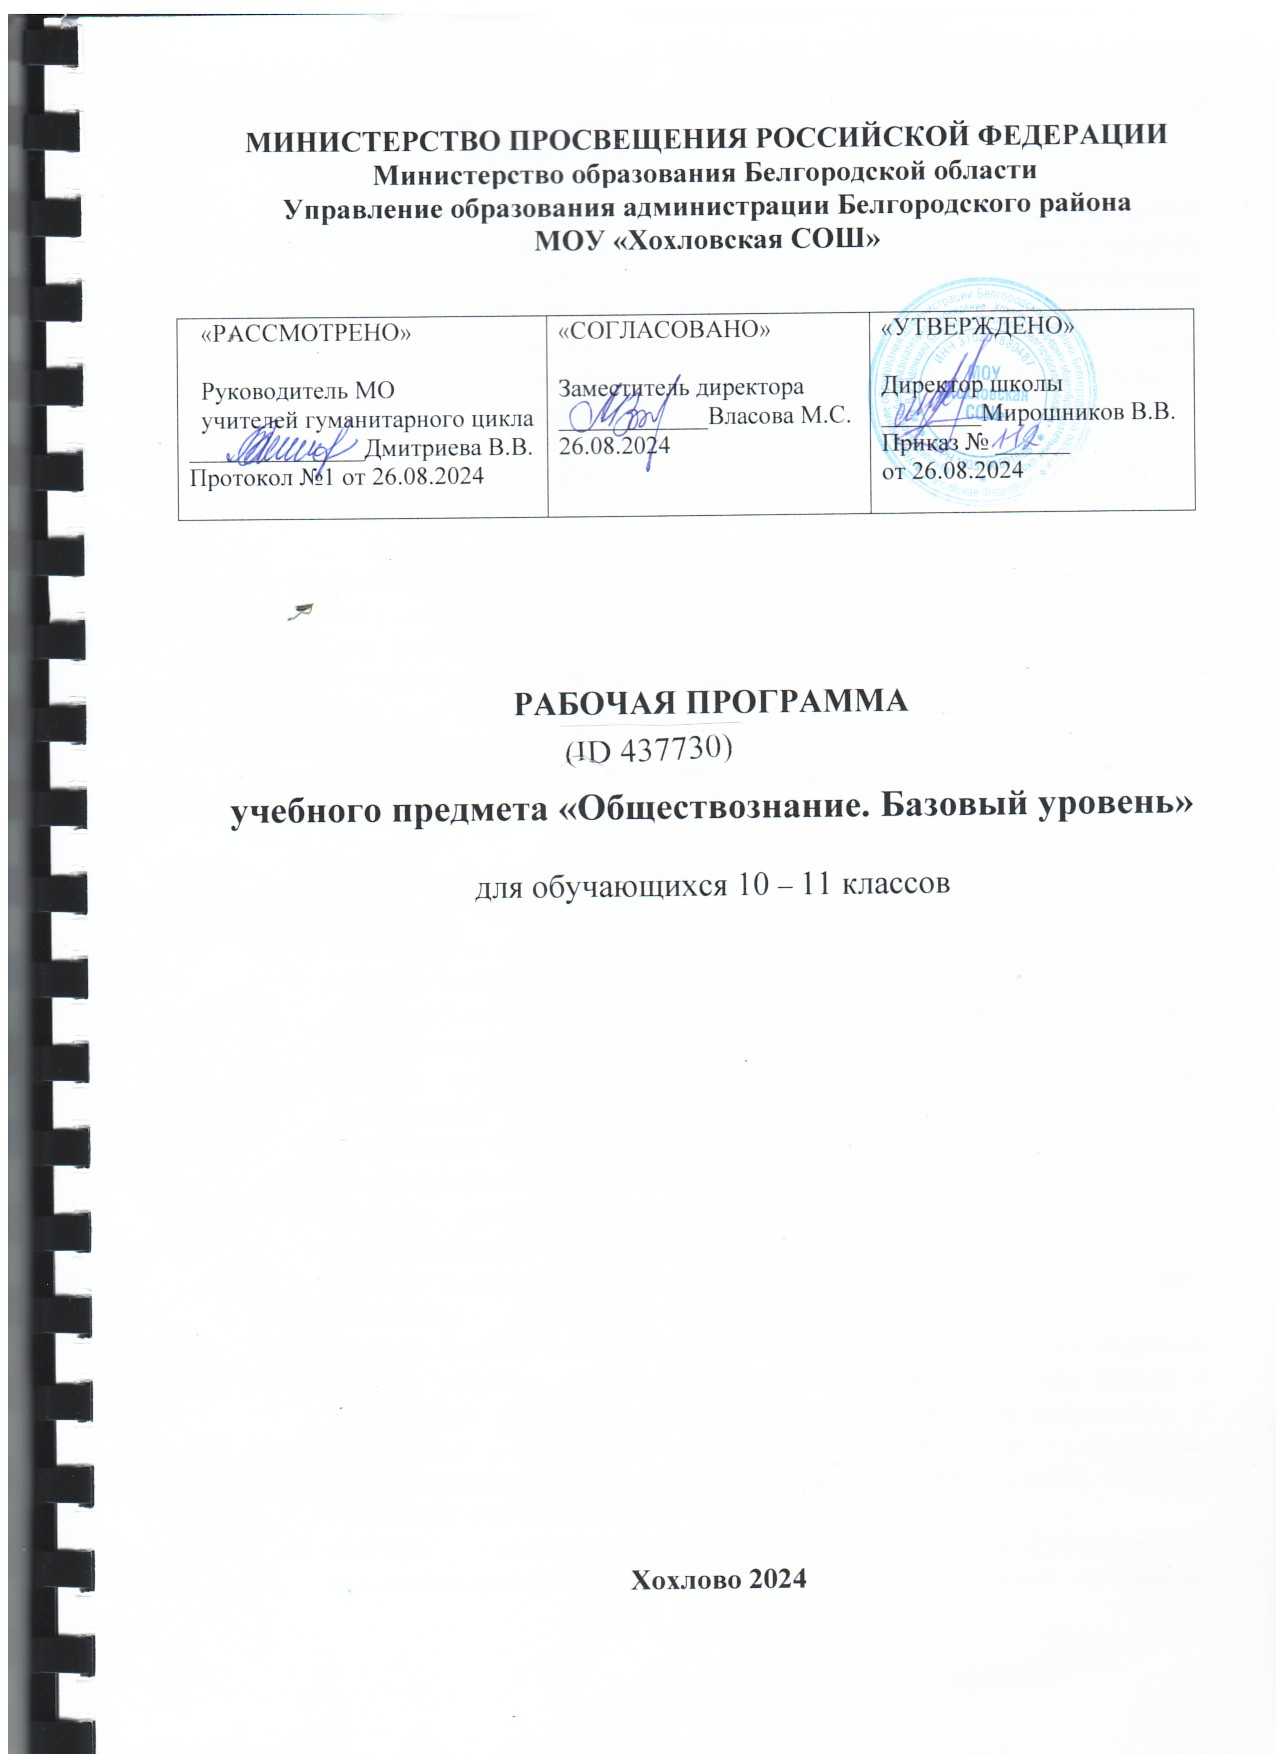 МИНИСТЕРСТВО ПРОСВЕЩЕНИЯ РОССИЙСКОЙ ФЕДЕРАЦИИ
Министерство образования Белгородской области
Управление образования администрации Белгородского района
МОУ «Хохловская СОШ»
«РАССМОТРЕНО»
Руководитель МО
учителей гуманитарного цикла
Дмитриева В.В.
Протокол №1 от 26.08.2024
«СОГЛАСОВАНО»
Заместитель директора
Власова М.С.
26.08.2024
«УТВЕРЖДЕНО»
Директор школы
Мирошников В.В.
Приказ № 112
от 26.08.2024
МОУ
СОШ
РАБОЧАЯ ПРОГРАММА
(ID 437730)
учебного предмета «Обществознание. Базовый уровень»
для обучающихся 10 – 11 классов
Хохлово 2024